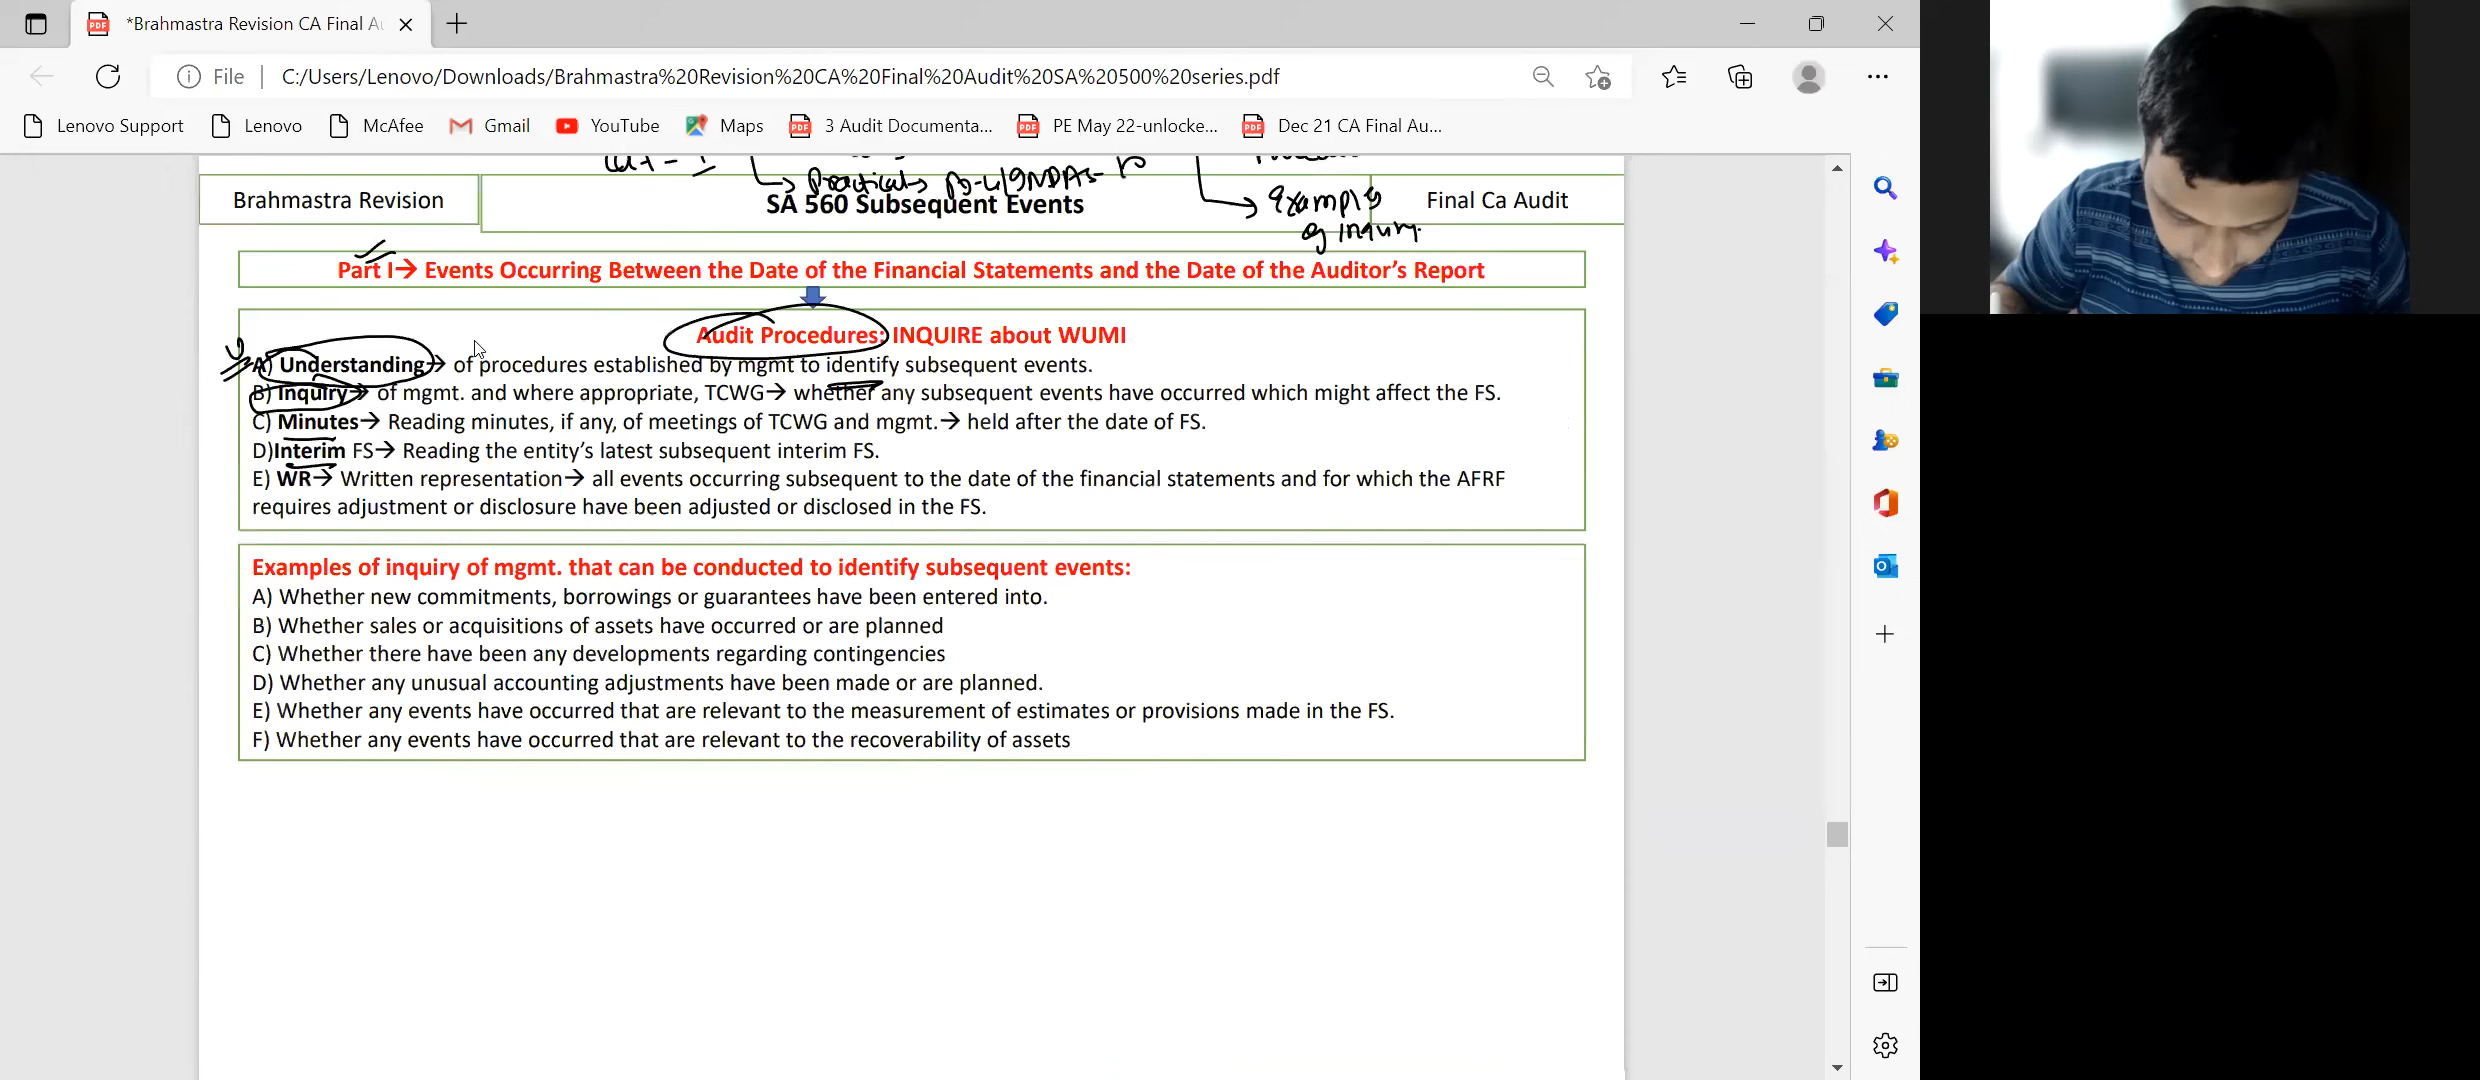 *Brahmastra Revision CA Final Au
File
C:/Users/Lenovo/Downloads/Brahmastra%20Revision%20CA%20Final%20Audit%20SA%20500%20series.pdf
Lenovo Support
Lenovo
McAfee
Gmail
YouTube
Maps
3 Audit Documenta...
PE May 22-unlocke...
Dec 21 CA Final Au...
Practical
Brahmastra Revision
SA 560 Subsequent Events
Final Ca Audit
Examples
of inquiry.
Part I→ Events Occurring Between the Date of the Financial Statements and the Date of the Auditor's Report
Audit Procedures: INQUIRE about WUMI
A) Understanding→ of procedures established by mgmt to identify subsequent events.
B) Inquiry→ of mgmt. and where appropriate, TCWG→ whether any subsequent events have occurred which might affect the FS.
C) Minutes→ Reading minutes, if any, of meetings of TCWG and mgmt.→ held after the date of FS.
D)Interim FS→ Reading the entity's latest subsequent interim FS.
E) WR→ Written representation→ all events occurring subsequent to the date of the financial statements and for which the AFRF
requires adjustment or disclosure have been adjusted or disclosed in the FS.
Examples of inquiry of mgmt. that can be conducted to identify subsequent events:
A) Whether new commitments, borrowings or guarantees have been entered into.
B) Whether sales or acquisitions of assets have occurred or are planned
C) Whether there have been any developments regarding contingencies
D) Whether any unusual accounting adjustments have been made or are planned.
E) Whether any events have occurred that are relevant to the measurement of estimates or provisions made in the FS.
F) Whether any events have occurred that are relevant to the recoverability of assets